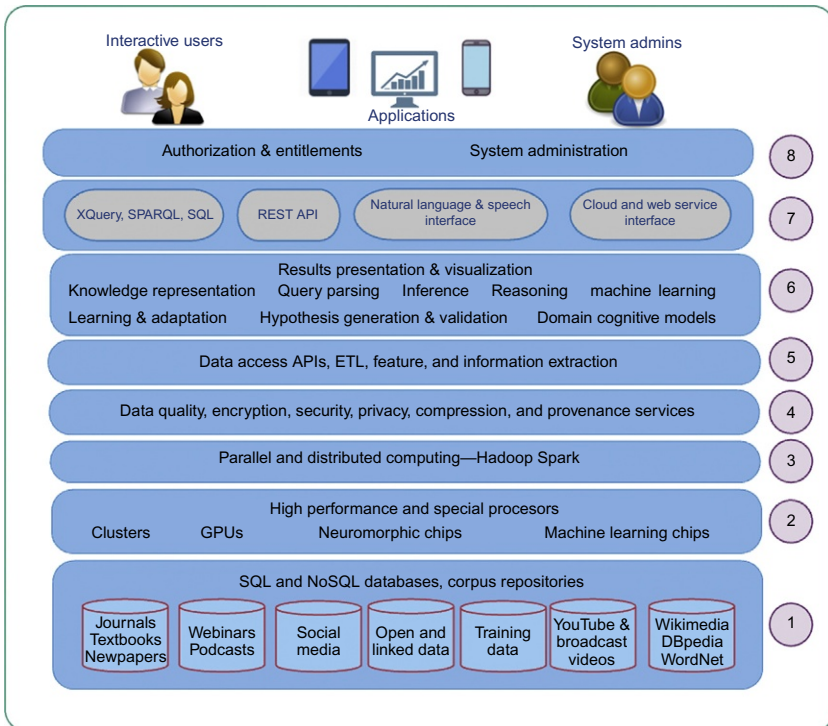 Interactive users
System admins
Applications
Authorization & entitlements System administration
8
XQuery, SPARQL, SQL
REST API
Natural language & speech
interface
Cloud and web service
interface
7
Results presentation & visualization
Knowledge representation Query parsing Inference Reasoning machine learning
Learning & adaptation Hypothesis generation & validation Domain cognitive models
6
Data access APIs, ETL, feature, and information extraction
5
Data quality, encryption, security, privacy, compression, and provenance services
4
Parallel and distributed computing—Hadoop Spark
3
High performance and special procesors
Clusters GPUs Neuromorphic chips Machine learning chips
2
SQL and NoSQL databases, corpus repositories
Journals
Textbooks
Newpapers
Webinars
Podcasts
Social
media
Open and
linked data
Training
data
YouTube &
broadcast
videos
Wikimedia
DBpedia
WordNet
1